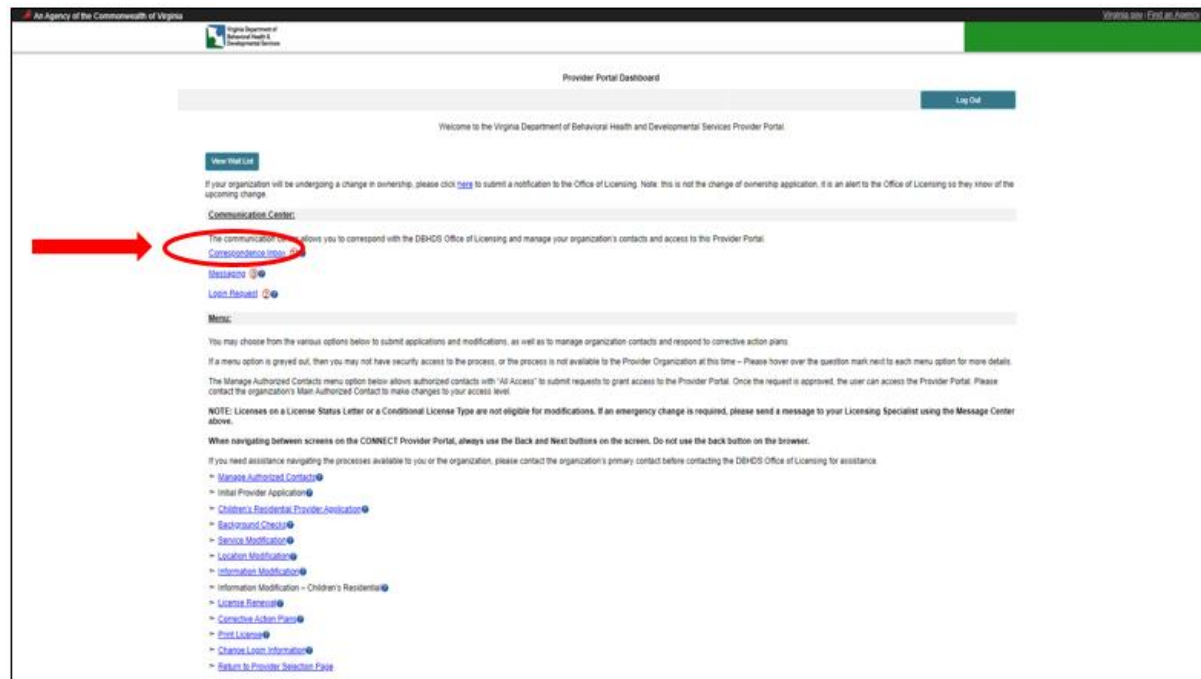 An Agency of the Commonwealth of Virginia
Virginia.gov | Find an Agency
Virginia Department of
Behavioral Health &
Developmental Services
Provider Portal Dashboard
Log Out
Welcome to the Virginia Department of Behavioral Health and Developmental Services Provider Portal.
View Wait List
If your organization will be undergoing a change in ownership, please click here to submit a notification to the Office of Licensing. Note: this is not the change of ownership application, it is an alert to the Office of Licensing so they know of the
upcoming change.
Communication Center:
The communication allows you to correspond with the DBHDS Office of Licensing and manage your organization's contacts and access to this Provider Portal.
Correspondence Inbox
Messaging
Login Request
Menu:
You may choose from the various options below to submit applications and modifications, as well as to manage organization contacts and respond to corrective action plans.
If a menu option is greyed out, then you may not have security access to the process, or the process is not available to the Provider Organization at this time – Please hover over the question mark next to each menu option for more details.
The Manage Authorized Contacts menu option below allows authorized contacts with "All Access" to submit requests to grant access to the Provider Portal. Once the request is approved, the user can access the Provider Portal. Please
contact the organization's Main Authorized Contact to make changes to your access level.
NOTE: Licenses on a License Status Letter or a Conditional License Type are not eligible for modifications. If an emergency change is required, please send a message to your Licensing Specialist using the Message Center
above.
When navigating between screens on the CONNECT Provider Portal, always use the Back and Next buttons on the screen. Do not use the back button on the browser.
If you need assistance navigating the processes available to you or the organization, please contact the organization's primary contact before contacting the DBHDS Office of Licensing for assistance.
Manage Authorized Contacts
Initial Provider Application
Children's Residential Provider Application
Background Checks
Service Modification
Location Modification
Information Modification
Information Modification – Children's Residential
License Renewal
Corrective Action Plans
Print License
Change Login Information
Return to Provider Selection Page